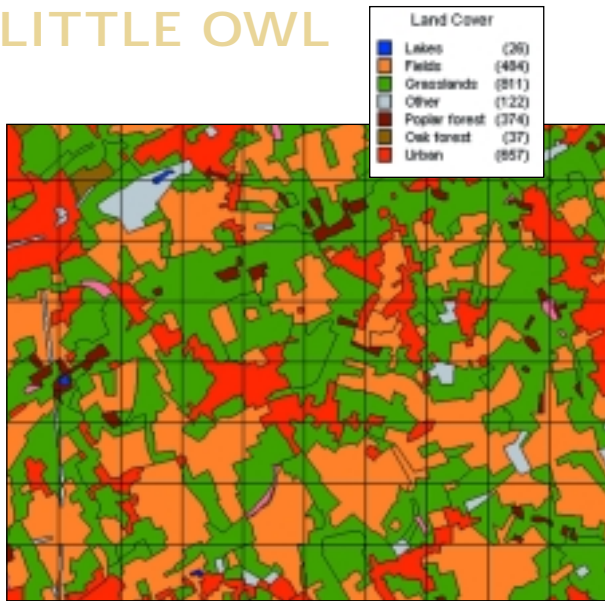 LITTLE OWL
Land Cover
Lakes (26)
Fields (484)
Grasslands (811)
Other (122)
Poplar forest (374)
Oak forest (37)
Urban (657)